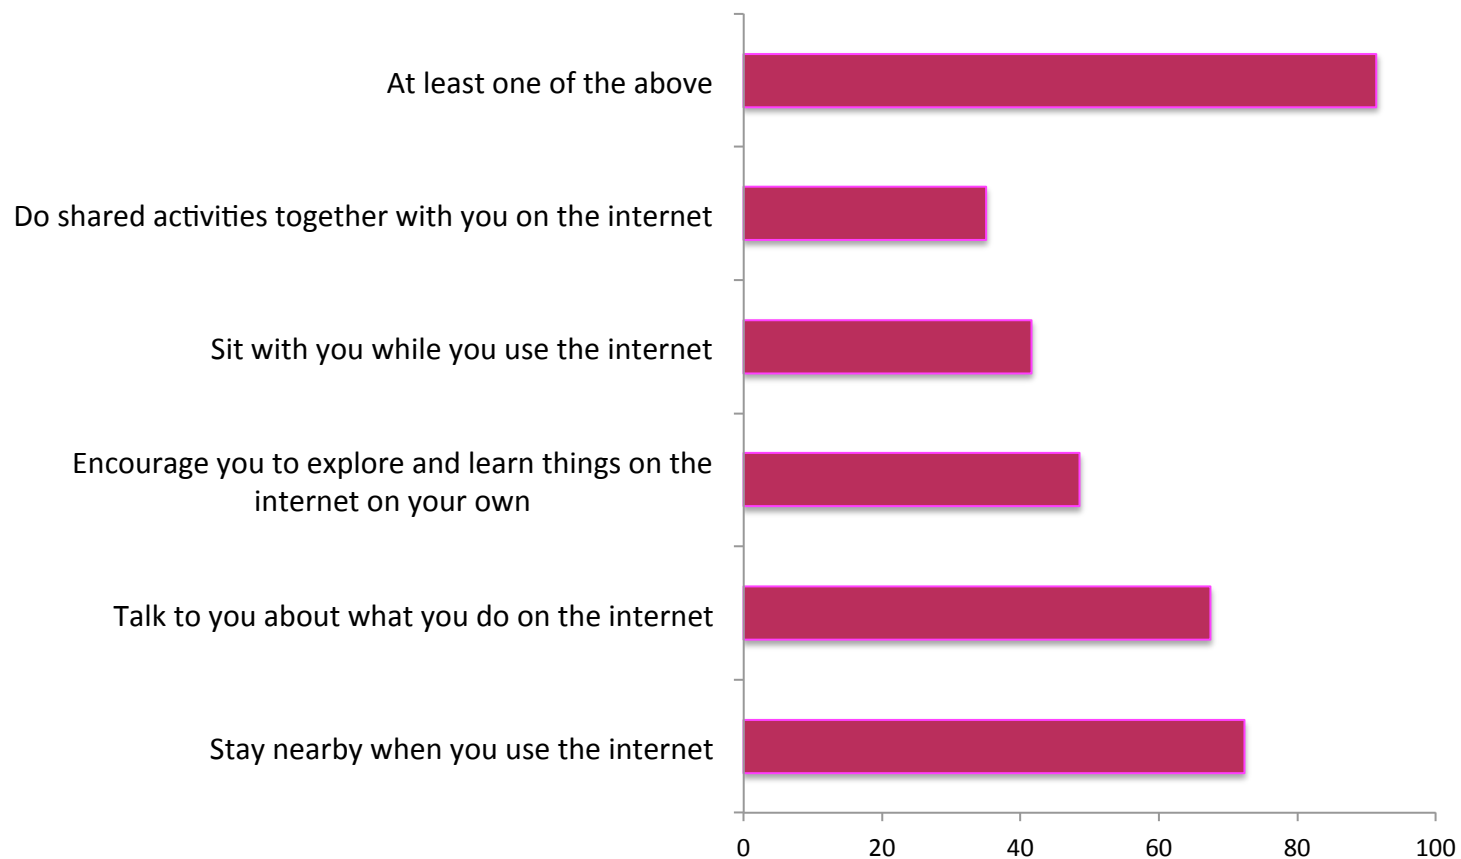 At least one of the above
Do shared activities together with you on the internet
Sit with you while you use the internet
Encourage you to explore and learn things on the
internet on your own
Talk to you about what you do on the internet
Stay nearby when you use the internet
0 20 40 60 80 100